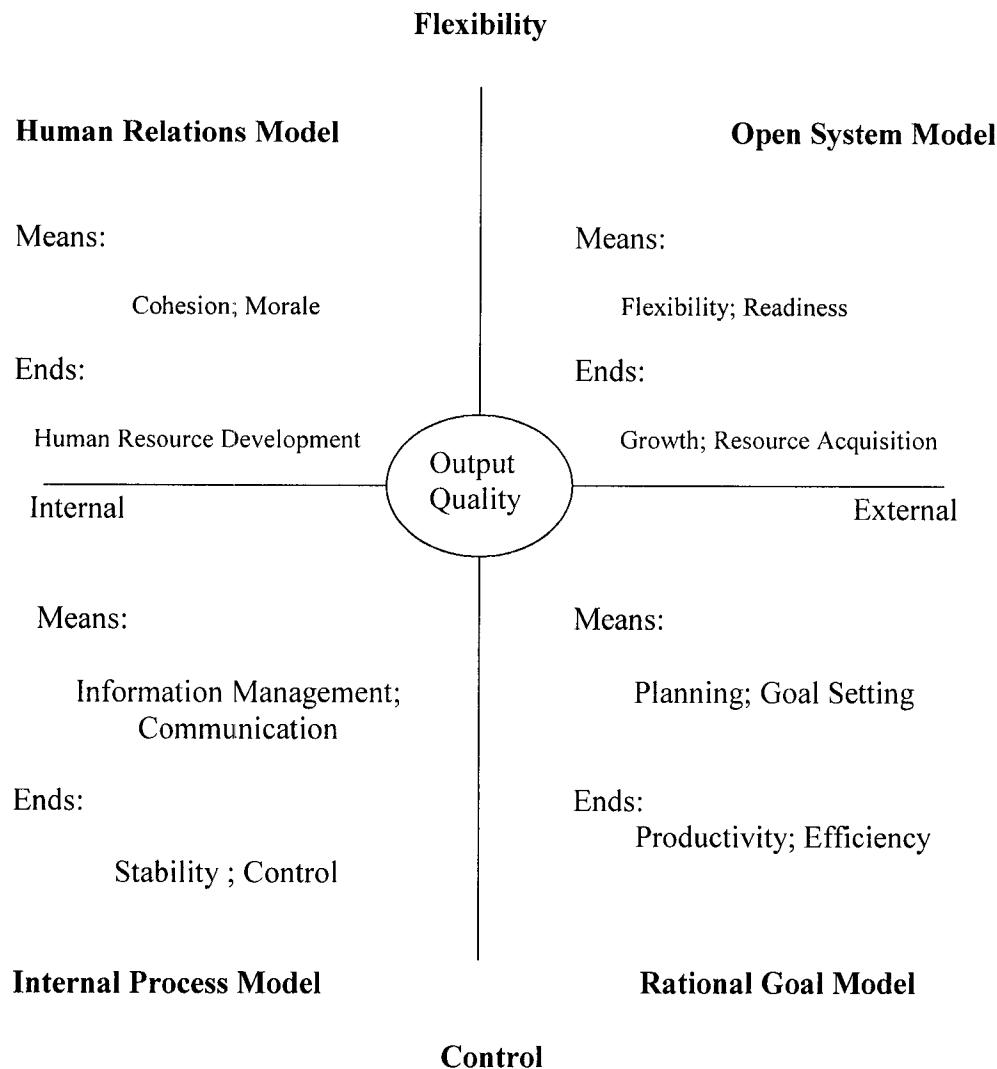 Flexibility
Human Relations Model
Open System Model
Means:
Means:
Cohesion; Morale
Flexibility; Readiness
Ends:
Ends:
Human Resource Development
Growth; Resource Acquisition
Output
Quality
Internal
External
Means:
Means:
Information Management;
Communication
Planning; Goal Setting
Ends:
Ends:
Productivity; Efficiency
Stability ; Control
Internal Process Model
Rational Goal Model
Control